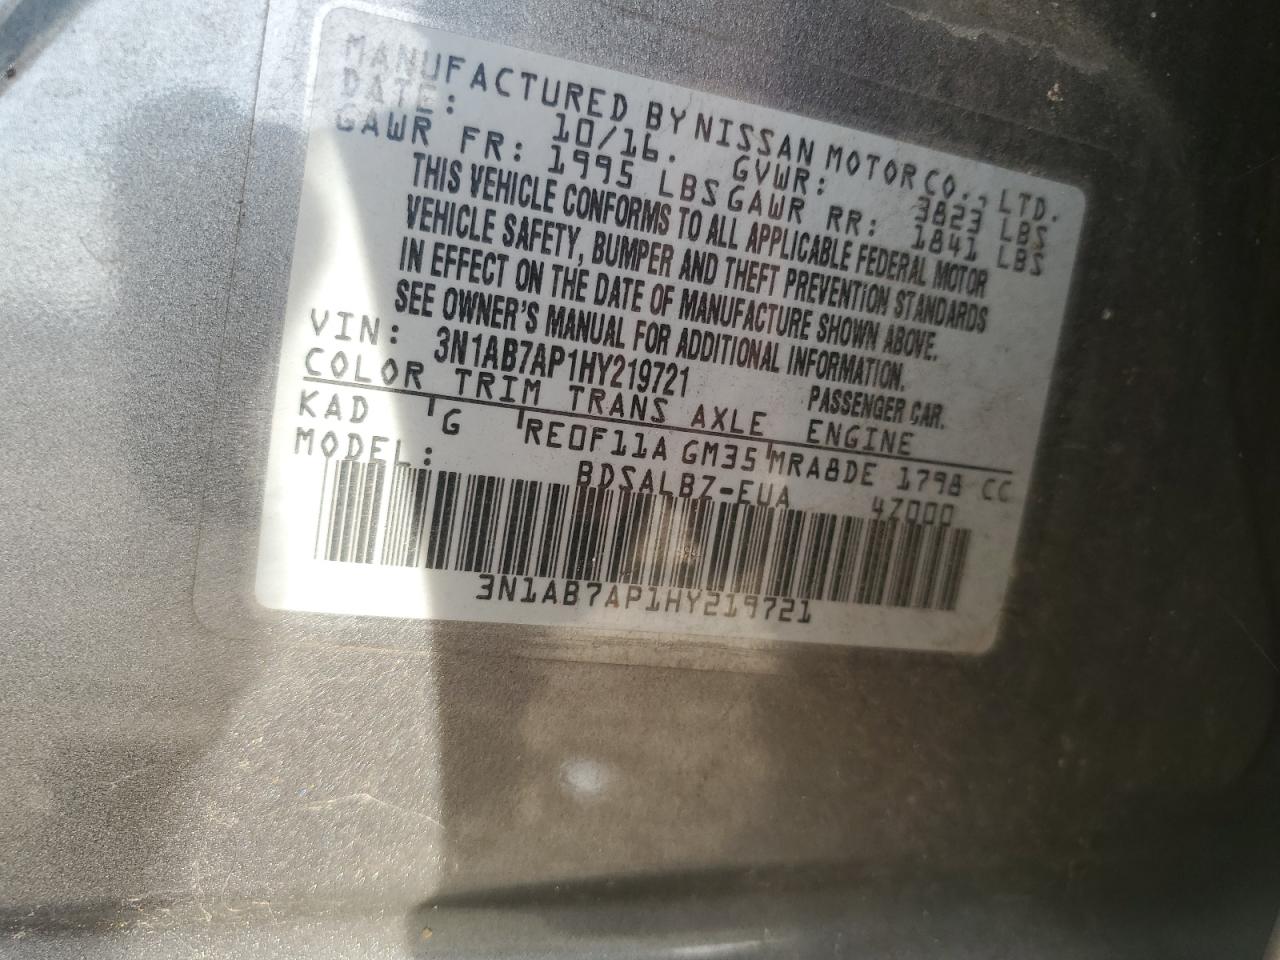 MANUFACTURED BY NISSAN MOTOR CO., LTD.
DATE: 10/16. GVWR: 3823 LBS
GAWR FR: 1995 LBS GAWR RR: 1841 LBS
THIS VEHICLE CONFORMS TO ALL APPLICABLE FEDERAL MOTOR
VEHICLE SAFETY, BUMPER AND THEFT PREVENTION STANDARDS
IN EFFECT ON THE DATE OF MANUFACTURE SHOWN ABOVE.
SEE OWNER'S MANUAL FOR ADDITIONAL INFORMATION.
VIN: 3N1AB7AP1HY219721 PASSENGER CAR.
COLOR TRIM TRANS AXLE ENGINE
KAD G RE0F11A GM35 MRA8DE 1798 CC
MODEL: BDSALBZ-EUA 47000
3N1AB7AP1HY219721